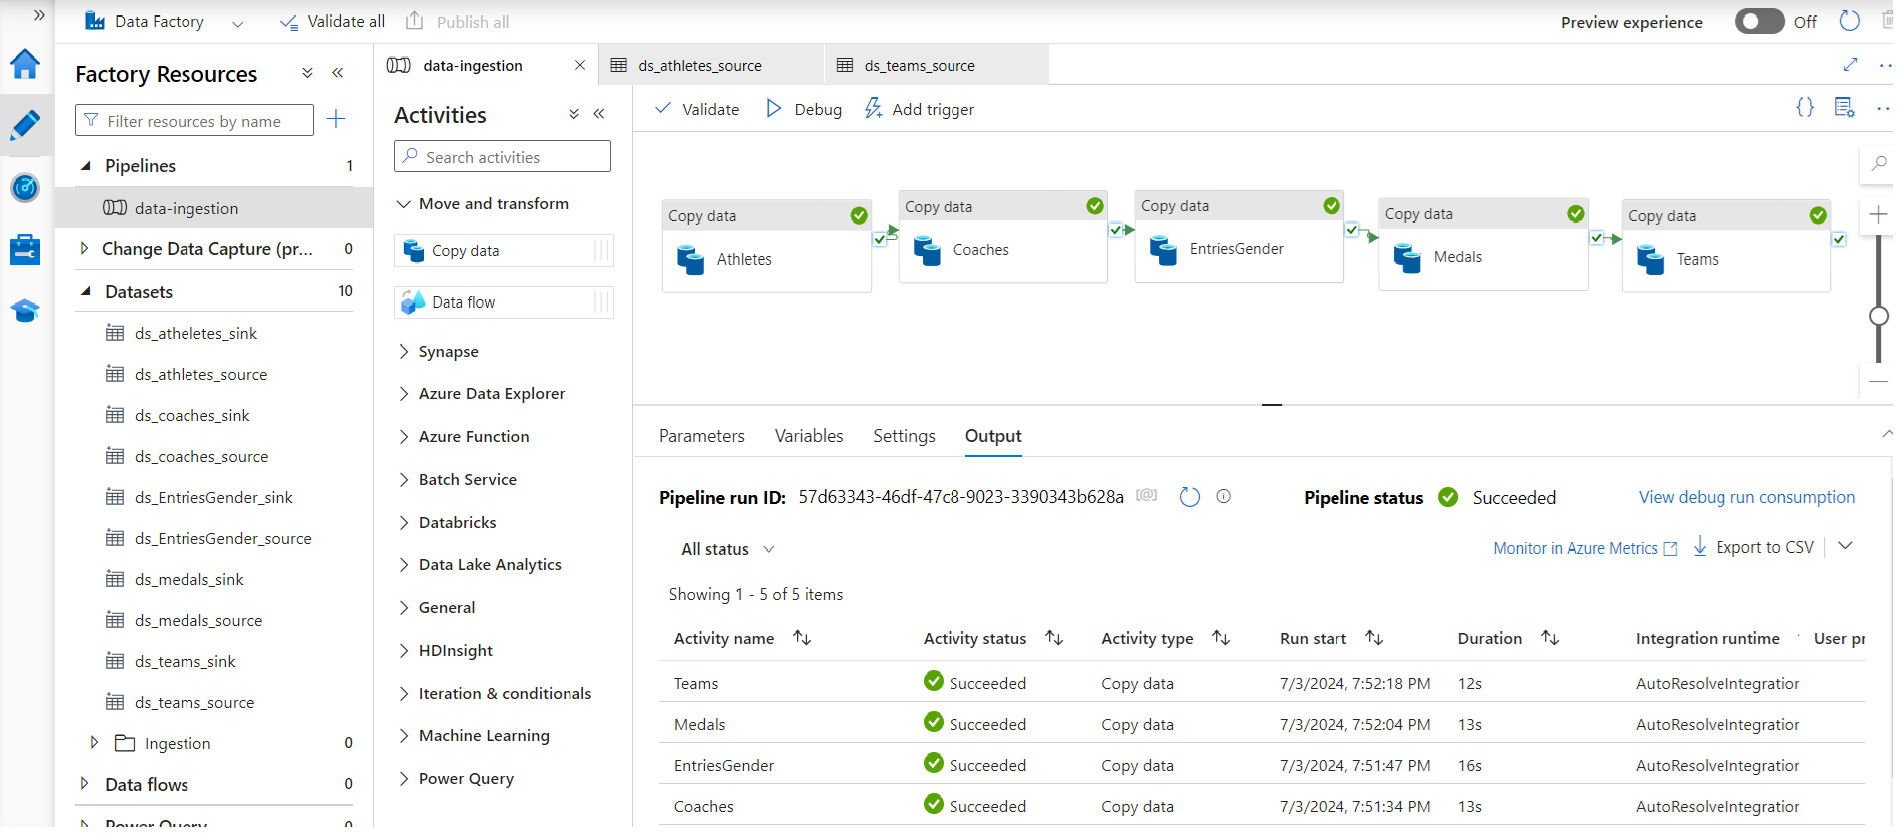 Data Factory
Validate all
Publish all
Preview experience
Off
Factory Resources
Filter resources by name
Pipelines 1
data-ingestion
Change Data Capture (pr... 0
Datasets 10
ds_atheletes_sink
ds_athletes_source
ds_coaches_sink
ds_coaches_source
ds_EntriesGender_sink
ds_EntriesGender_source
ds_medals_sink
ds_medals_source
ds_teams_sink
ds_teams_source
Ingestion 0
Data flows 0
Power Query 0
data-ingestion
ds_athletes_source
ds_teams_source
Activities
Search activities
Move and transform
Copy data
Data flow
Synapse
Azure Data Explorer
Azure Function
Batch Service
Databricks
Data Lake Analytics
General
HDInsight
Iteration & conditionals
Machine Learning
Power Query
Validate
Debug
Add trigger
{}
Copy data
Athletes
Copy data
Coaches
Copy data
EntriesGender
Copy data
Medals
Copy data
Teams
Parameters Variables Settings Output
Pipeline run ID: 57d63343-46df-47c8-9023-3390343b628a [@]
Pipeline status Succeeded
View debug run consumption
All status
Monitor in Azure Metrics
Export to CSV
Showing 1 - 5 of 5 items
Activity name Activity status Activity type Run start Duration Integration runtime User pr
Teams Succeeded Copy data 7/3/2024, 7:52:18 PM 12s AutoResolveIntegration
Medals Succeeded Copy data 7/3/2024, 7:52:04 PM 13s AutoResolveIntegration
EntriesGender Succeeded Copy data 7/3/2024, 7:51:47 PM 16s AutoResolveIntegration
Coaches Succeeded Copy data 7/3/2024, 7:51:34 PM 13s AutoResolveIntegration